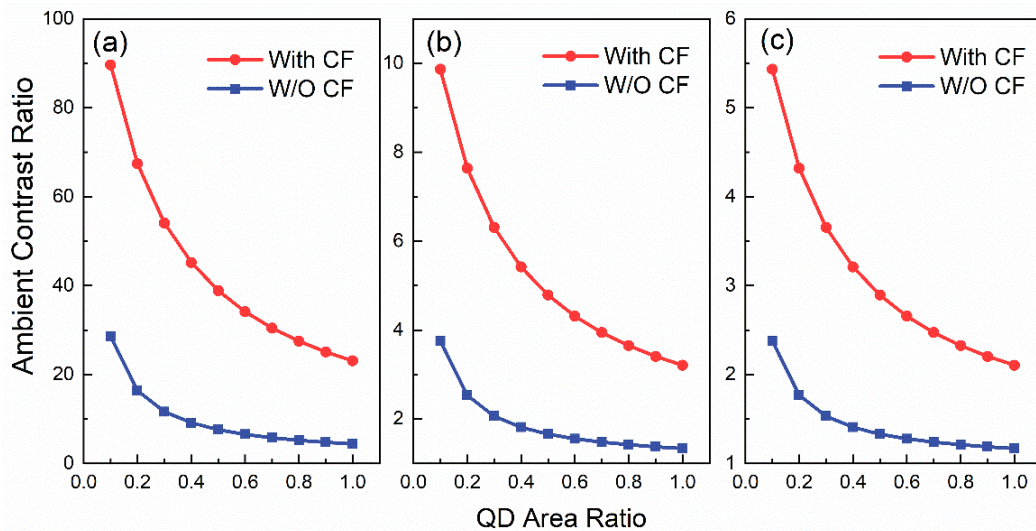 (a)
With CF
W/O CF
100
80
60
40
20
0
0.0 0.2 0.4 0.6 0.8 1.0
(b)
With CF
W/O CF
10
8
6
4
2
0.0 0.2 0.4 0.6 0.8 1.0
(c)
With CF
W/O CF
6
5
4
3
2
1
0.0 0.2 0.4 0.6 0.8 1.0
Ambient Contrast Ratio
QD Area Ratio